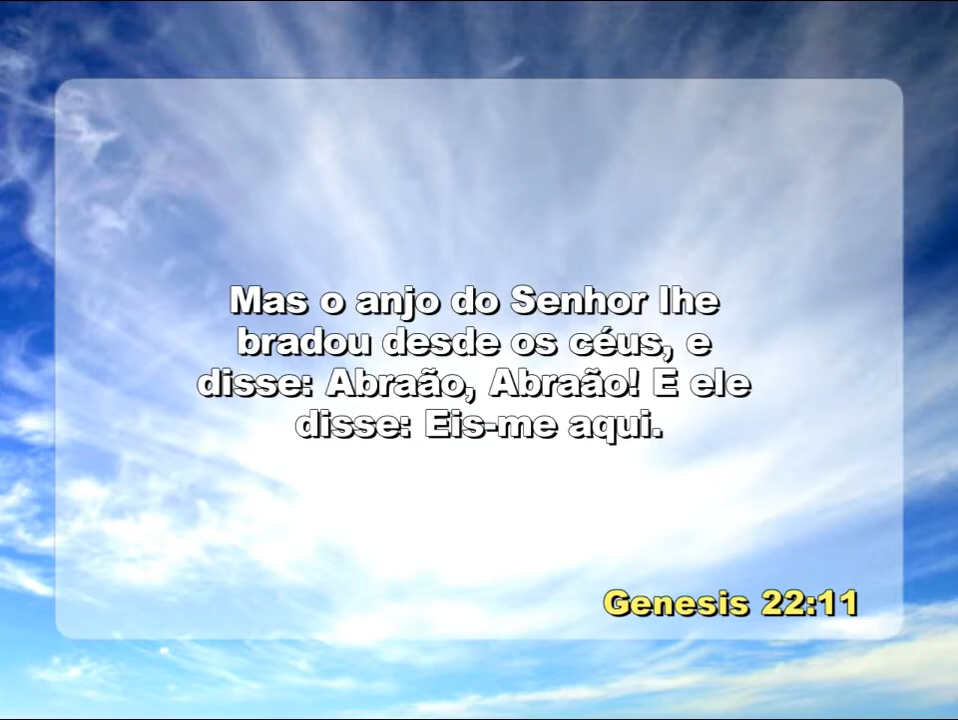 Mas o anjo do Senhor lhe
bradou desde os céus, e
disse: Abraão, Abraão! E ele
disse: Eis-me aqui.
Genesis 22:11